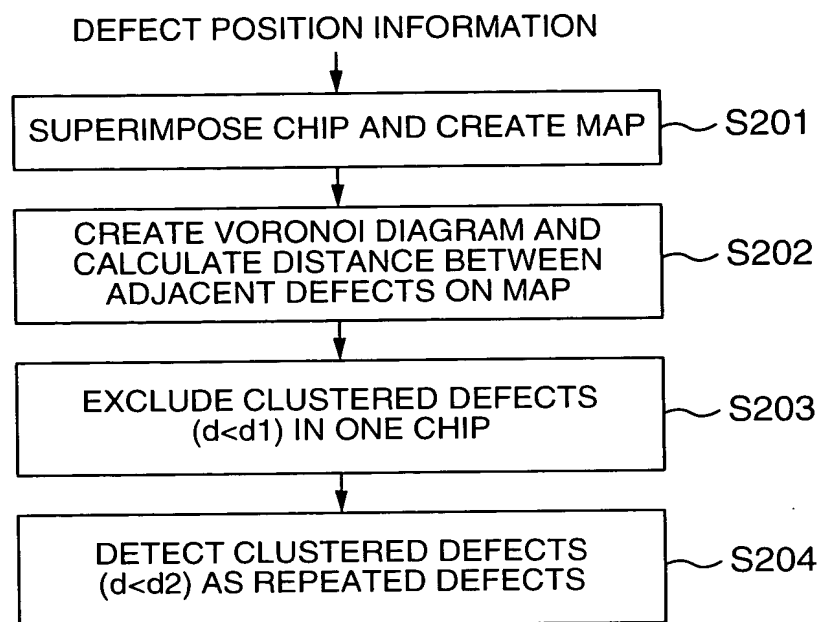 DEFECT POSITION INFORMATION
SUPERIMPOSE CHIP AND CREATE MAP
S201
CREATE VORONOI DIAGRAM AND
CALCULATE DISTANCE BETWEEN
ADJACENT DEFECTS ON MAP
S202
EXCLUDE CLUSTERED DEFECTS
(d<d1) IN ONE CHIP
S203
DETECT CLUSTERED DEFECTS
(d<d2) AS REPEATED DEFECTS
S204